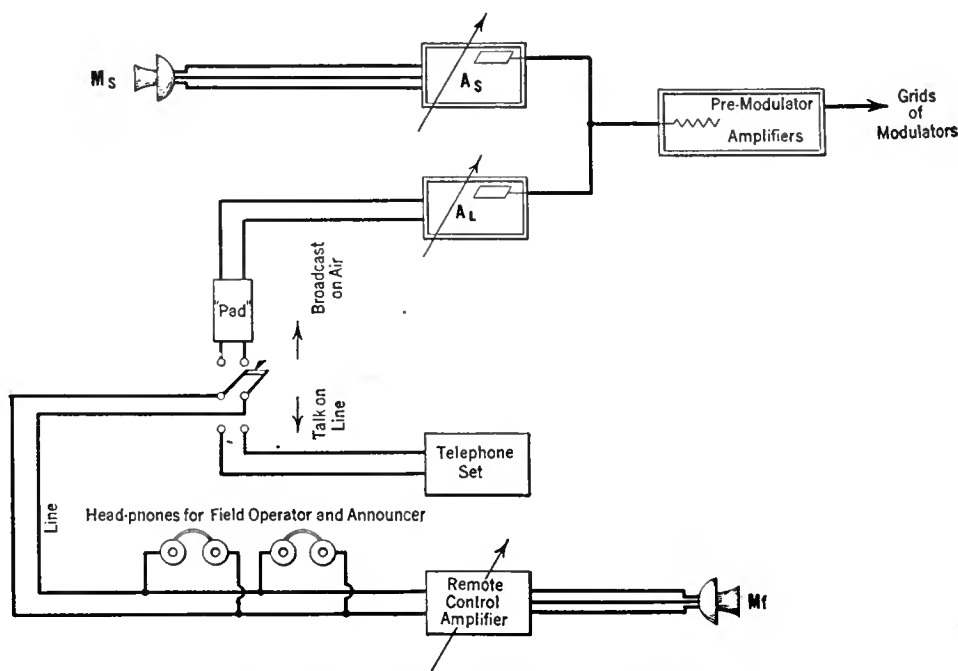 Ms
As
Pre-Modulator
Amplifiers
Grids
of
Modulators
AL
Broadcast
on Air
"Pad"
Talk on
Line
Telephone
Set
Line
Head-phones for Field Operator and Announcer
Remote
Control
Amplifier
Mf